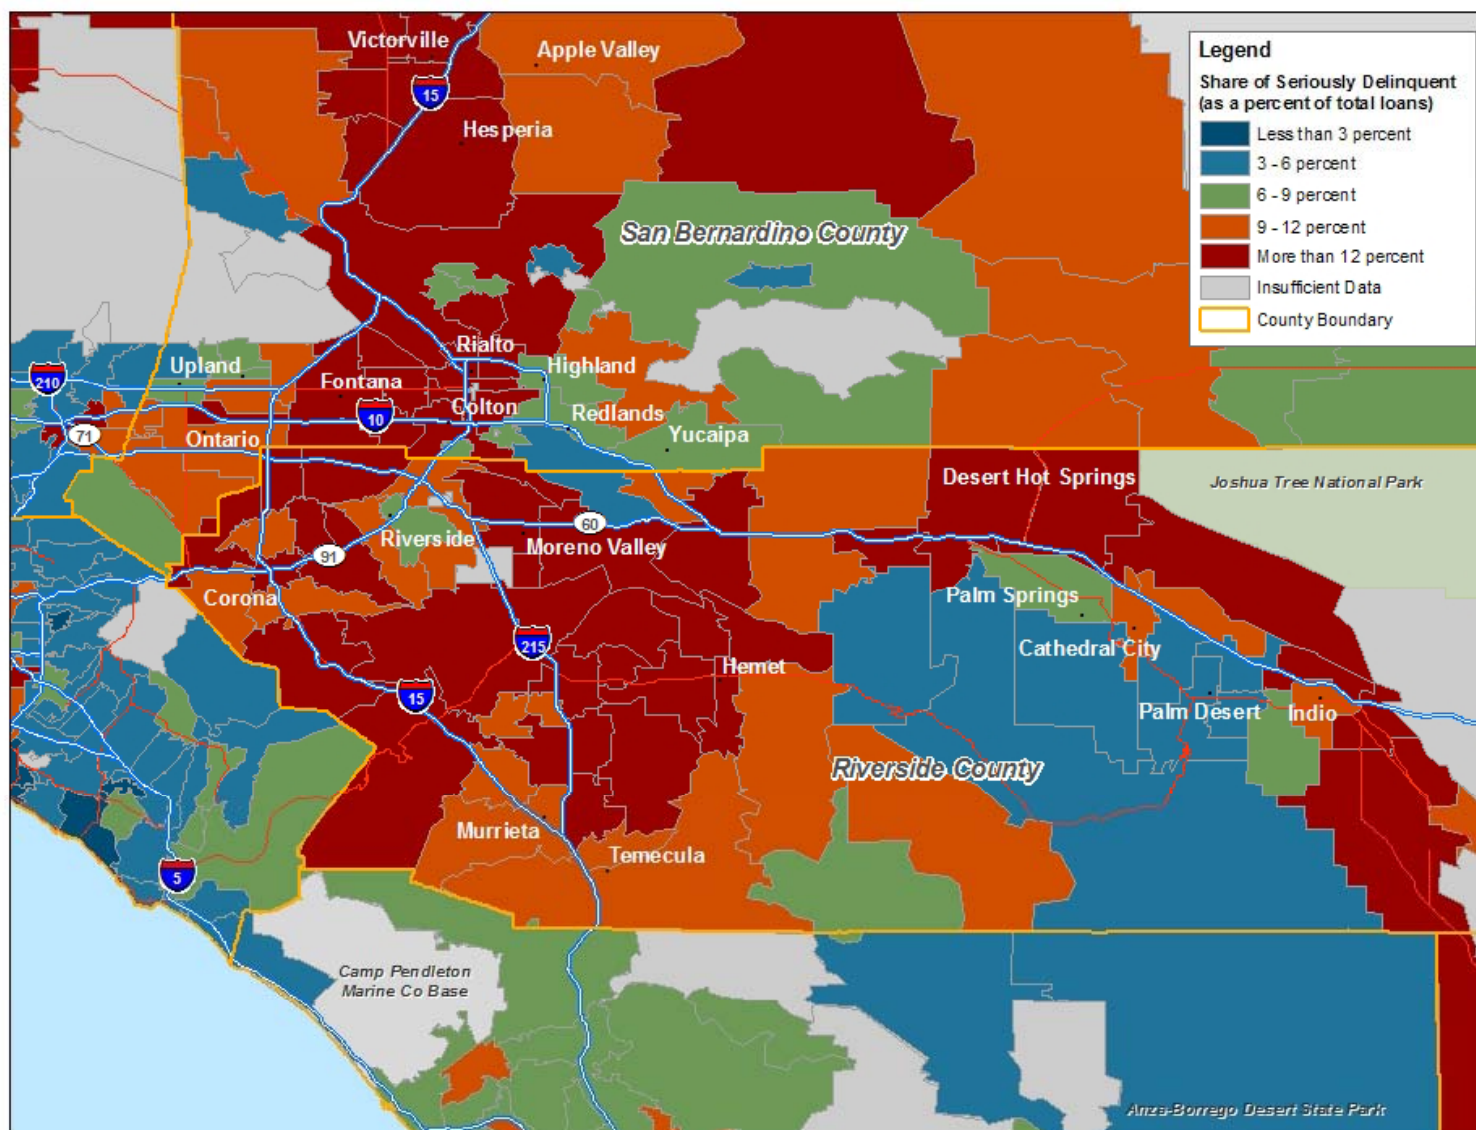 Legend
Share of Seriously Delinquent
(as a percent of total loans)
Less than 3 percent
3 - 6 percent
6 - 9 percent
9 - 12 percent
More than 12 percent
Insufficient Data
County Boundary
Victorville
Apple Valley
15
Hesperia
San Bernardino County
Rialto
Upland
Highland
210
Fontana
Colton
10
Redlands
71
Ontario
Yucaipa
Desert Hot Springs
Joshua Tree National Park
60
Riverside
Moreno Valley
91
Corona
Palm Springs
215
Cathedral City
Hemet
15
Palm Desert
Indio
Riverside County
Murrieta
Temecula
5
Camp Pendleton
Marine Co Base
Anza-Borrego Desert State Park